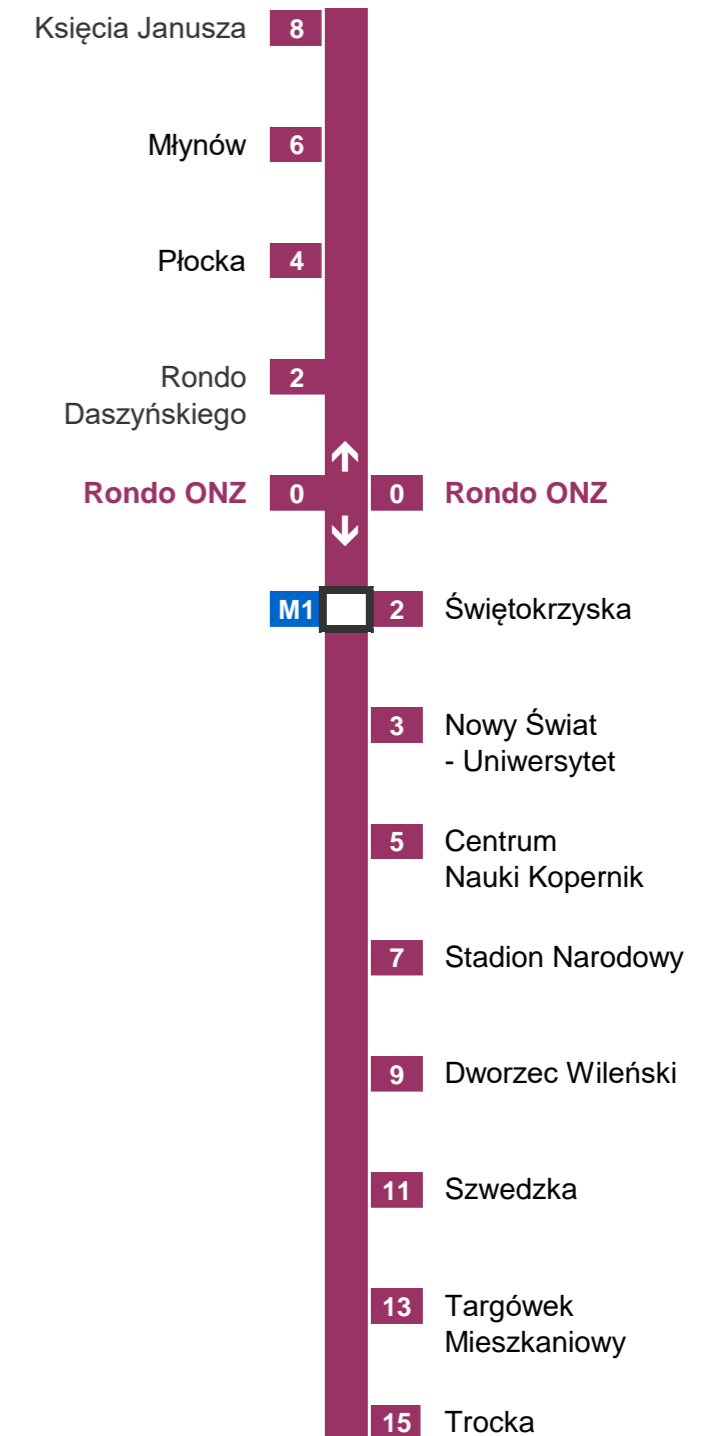 Księcia Janusza 8
Młynów 6
Płocka 4
Rondo 2
Daszyńskiego
Rondo ONZ 0 0 Rondo ONZ
M1 2 Świętokrzyska
3 Nowy Świat
- Uniwersytet
5 Centrum
Nauki Kopernik
7 Stadion Narodowy
9 Dworzec Wileński
11 Szwedzka
13 Targówek
Mieszkaniowy
15 Trocka